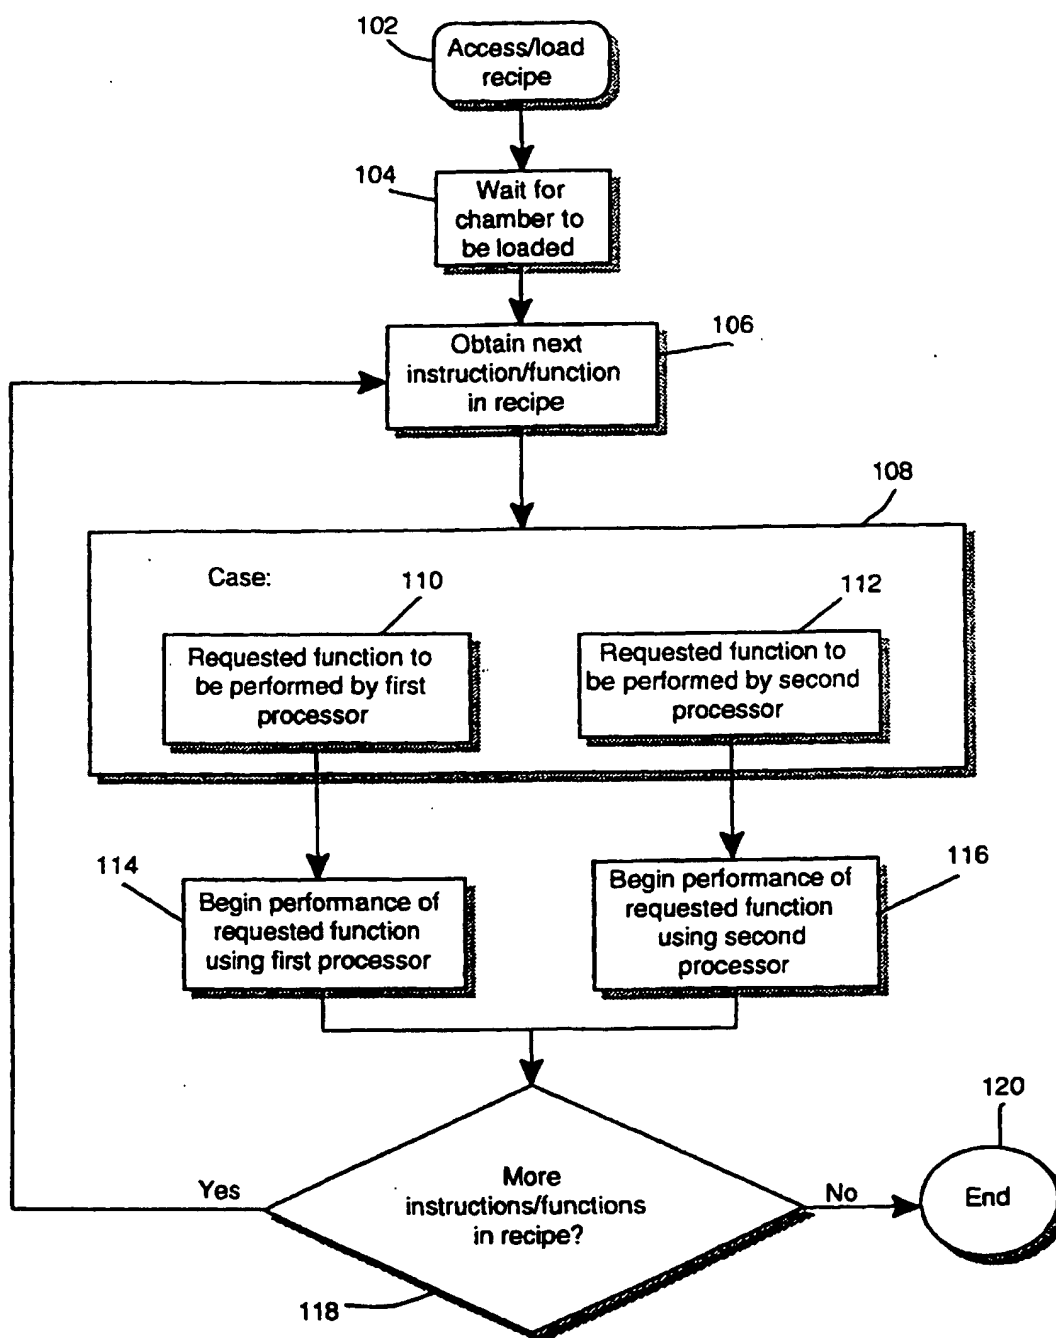 102
Access/load
recipe
104
Wait for
chamber to
be loaded
106
Obtain next
instruction/function
in recipe
108
Case:
110
112
Requested function to
be performed by first
processor
Requested function to
be performed by second
processor
114
116
Begin performance of
requested function
using first processor
Begin performance of
requested function
using second
processor
120
Yes
More
instructions/functions
in recipe?
No
End
118